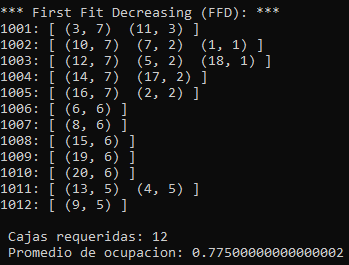 *** First Fit Decreasing (FFD): ***
1001: [ (3, 7)  (11, 3) ]
1002: [ (10, 7)  (7, 2)  (1, 1) ]
1003: [ (12, 7)  (5, 2)  (18, 1) ]
1004: [ (14, 7)  (17, 2) ]
1005: [ (16, 7)  (2, 2) ]
1006: [ (6, 6) ]
1007: [ (8, 6) ]
1008: [ (15, 6) ]
1009: [ (19, 6) ]
1010: [ (20, 6) ]
1011: [ (13, 5)  (4, 5) ]
1012: [ (9, 5) ]
Cajas requeridas: 12
Promedio de ocupacion: 0.77500000000000002